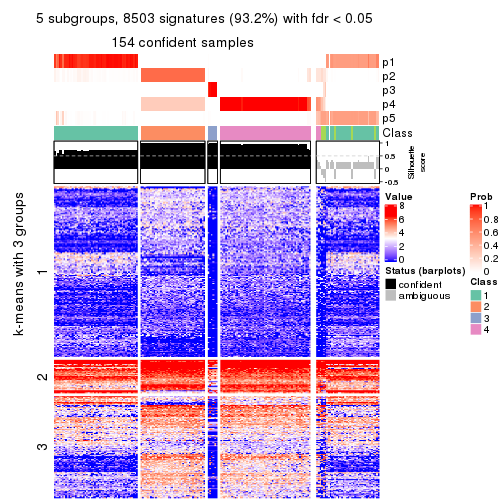 5 subgroups, 8503 signatures (93.2%) with fdr < 0.05
154 confident samples
p1
p2
p3
p4
p5
Class
1
0.5
0
-0.5
Silhouette
score
k-means with 3 groups
1
2
3
Value
8
6
4
2
0
Status (barplots)
confident
ambiguous
Prob
1
0.8
0.6
0.4
0.2
0
Class
1
2
3
4